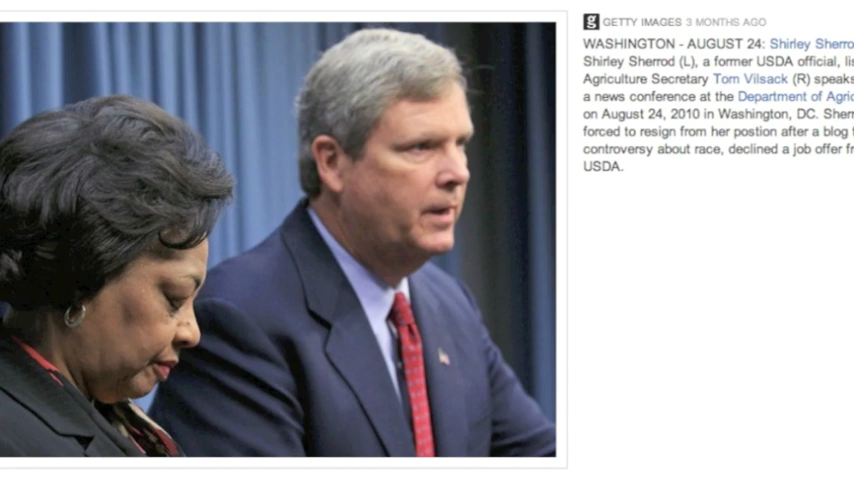 g GETTY IMAGES 3 MONTHS AGO
WASHINGTON - AUGUST 24: Shirley Sherro
Shirley Sherrod (L), a former USDA official, lis
Agriculture Secretary Tom Vilsack (R) speaks
a news conference at the Department of Agric
on August 24, 2010 in Washington, DC. Sherr
forced to resign from her postion after a blog f
controversy about race, declined a job offer fr
USDA.